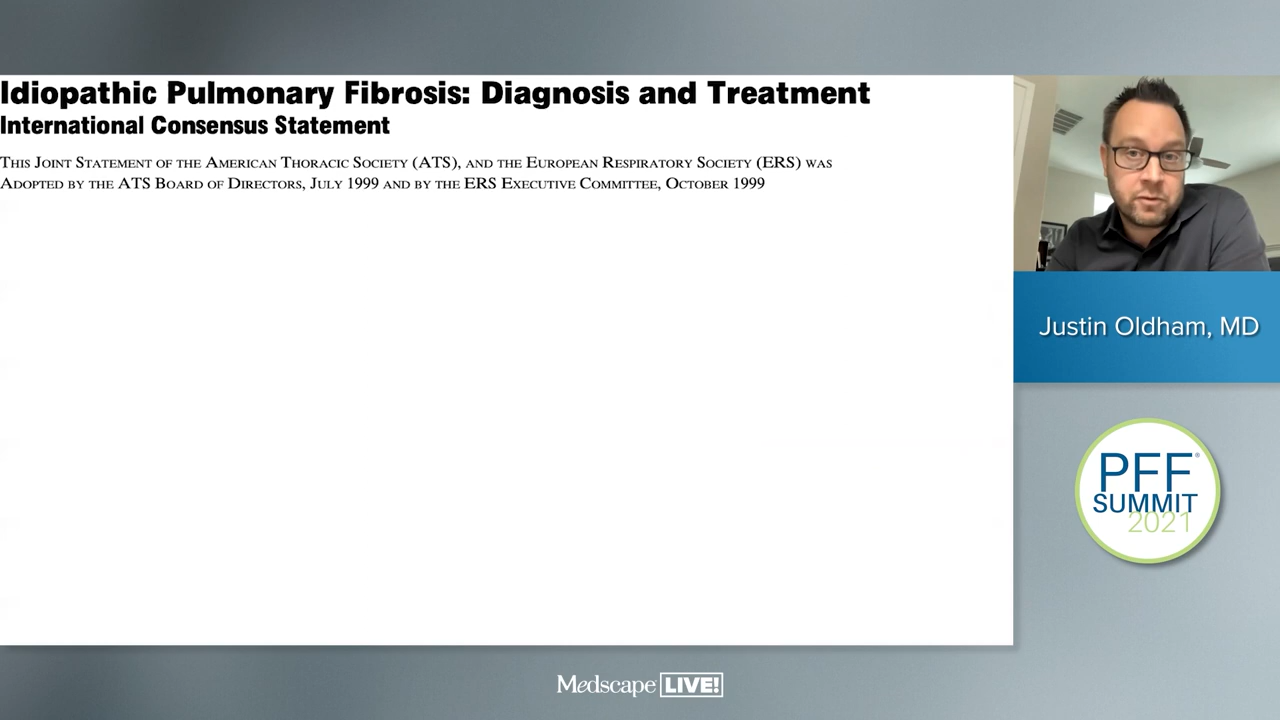 Idiopathic Pulmonary Fibrosis: Diagnosis and Treatment
International Consensus Statement
THIS JOINT STATEMENT OF THE AMERICAN THORACIC SOCIETY (ATS), AND THE EUROPEAN RESPIRATORY SOCIETY (ERS) WAS
ADOPTED BY THE ATS BOARD OF DIRECTORS, JULY 1999 AND BY THE ERS EXECUTIVE COMMITTEE, OCTOBER 1999
Justin Oldham, MD
PFF®
SUMMIT
2021
Medscape LIVE!